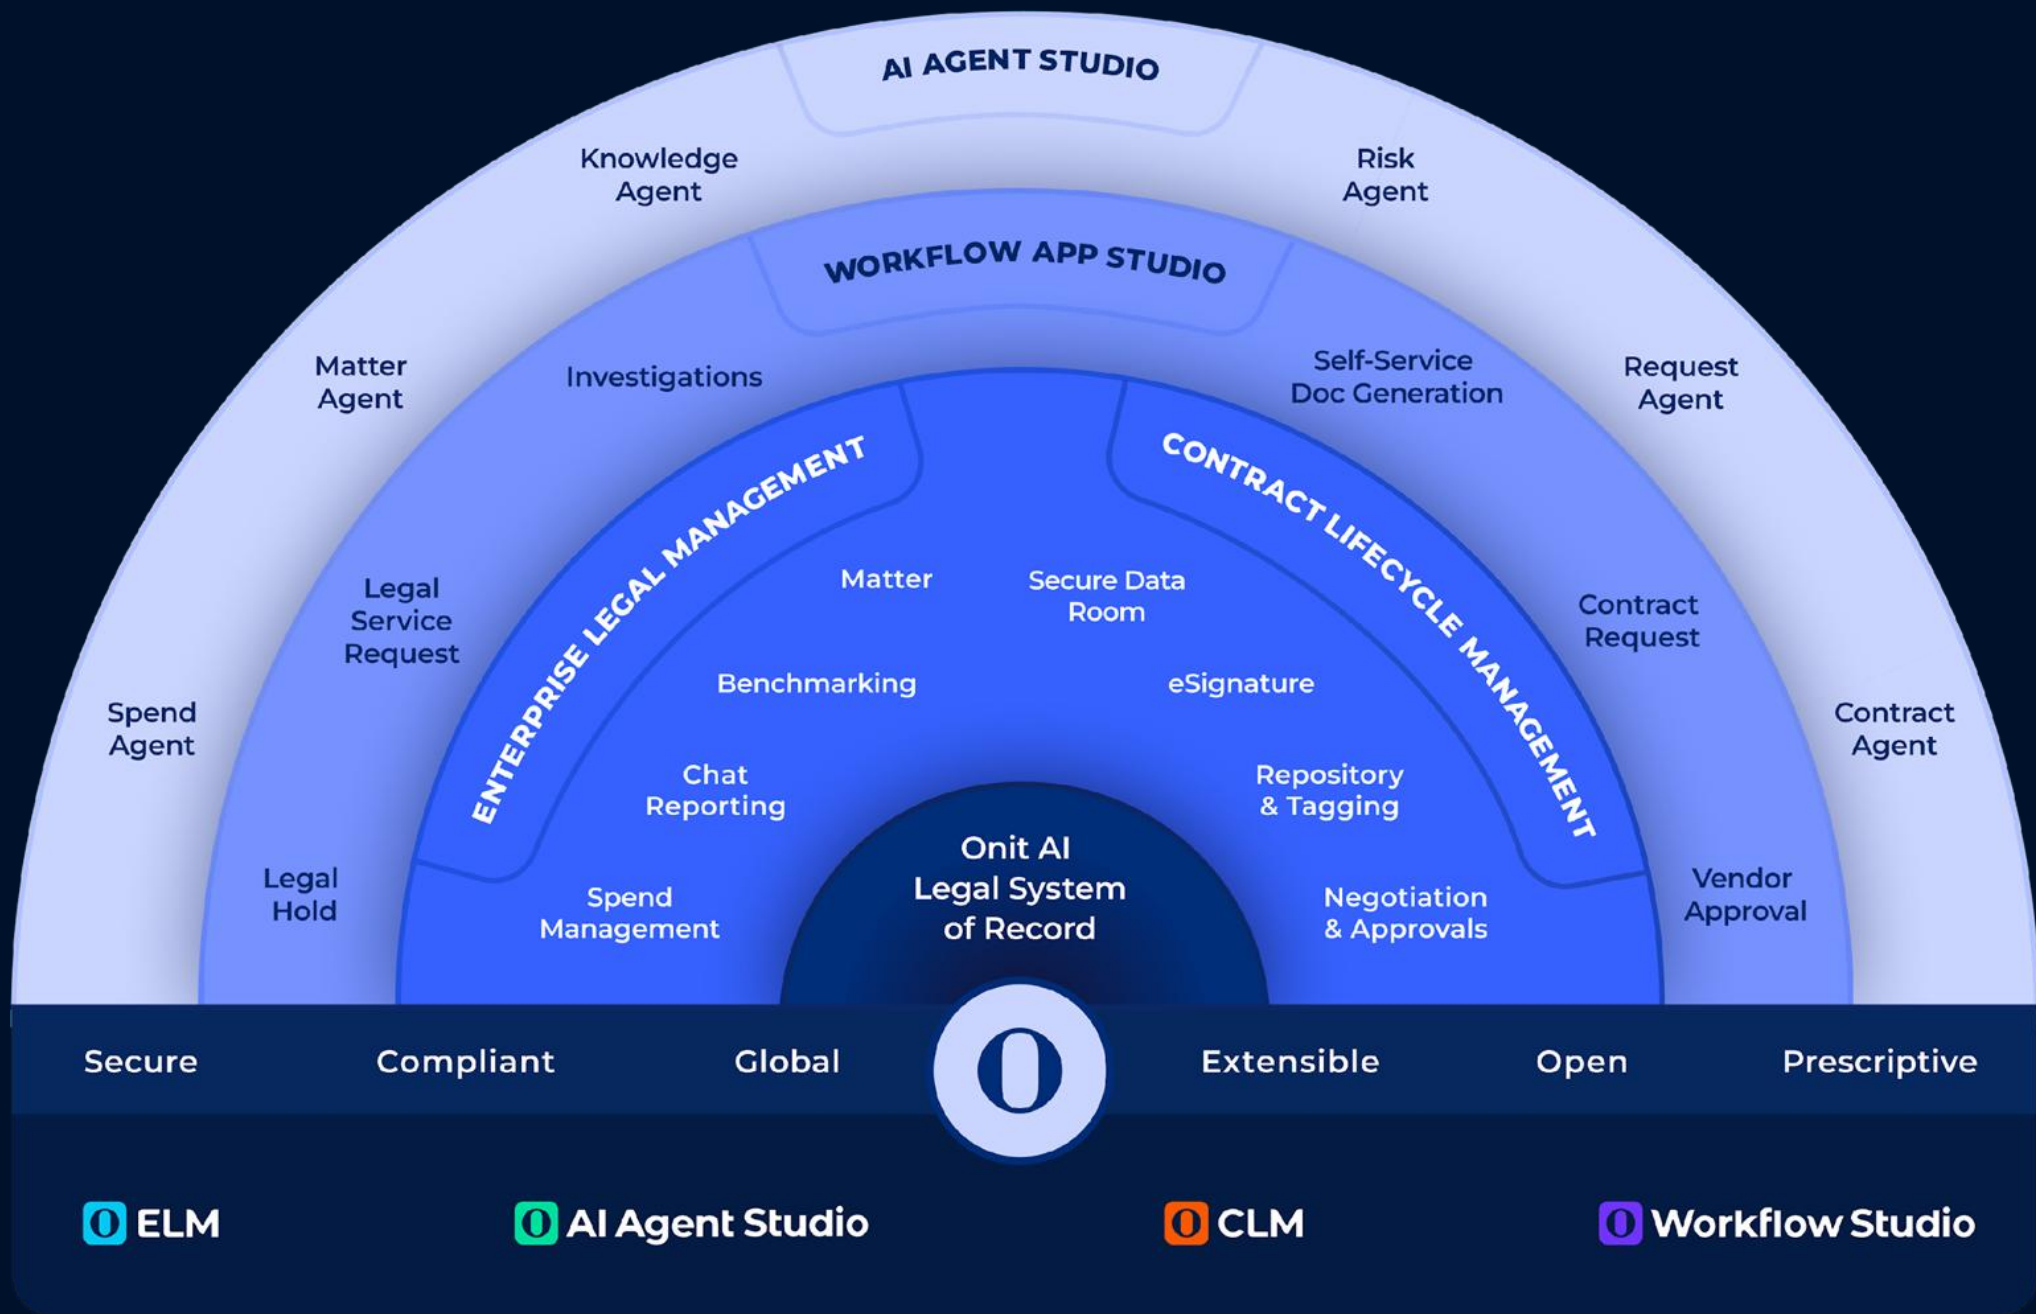 AI AGENT STUDIO
Knowledge
Agent
Risk
Agent
Matter
Agent
Request
Agent
Spend
Agent
Contract
Agent
WORKFLOW APP STUDIO
Investigations
Self-Service
Doc Generation
Legal
Service
Request
Contract
Request
Legal
Hold
Vendor
Approval
ENTERPRISE LEGAL MANAGEMENT
CONTRACT LIFECYCLE MANAGEMENT
Matter
Secure Data
Room
Benchmarking
eSignature
Chat
Reporting
Repository
& Tagging
Spend
Management
Negotiation
& Approvals
Onit AI
Legal System
of Record
Secure
Compliant
Global
O
Extensible
Open
Prescriptive
O ELM
O AI Agent Studio
O CLM
O Workflow Studio